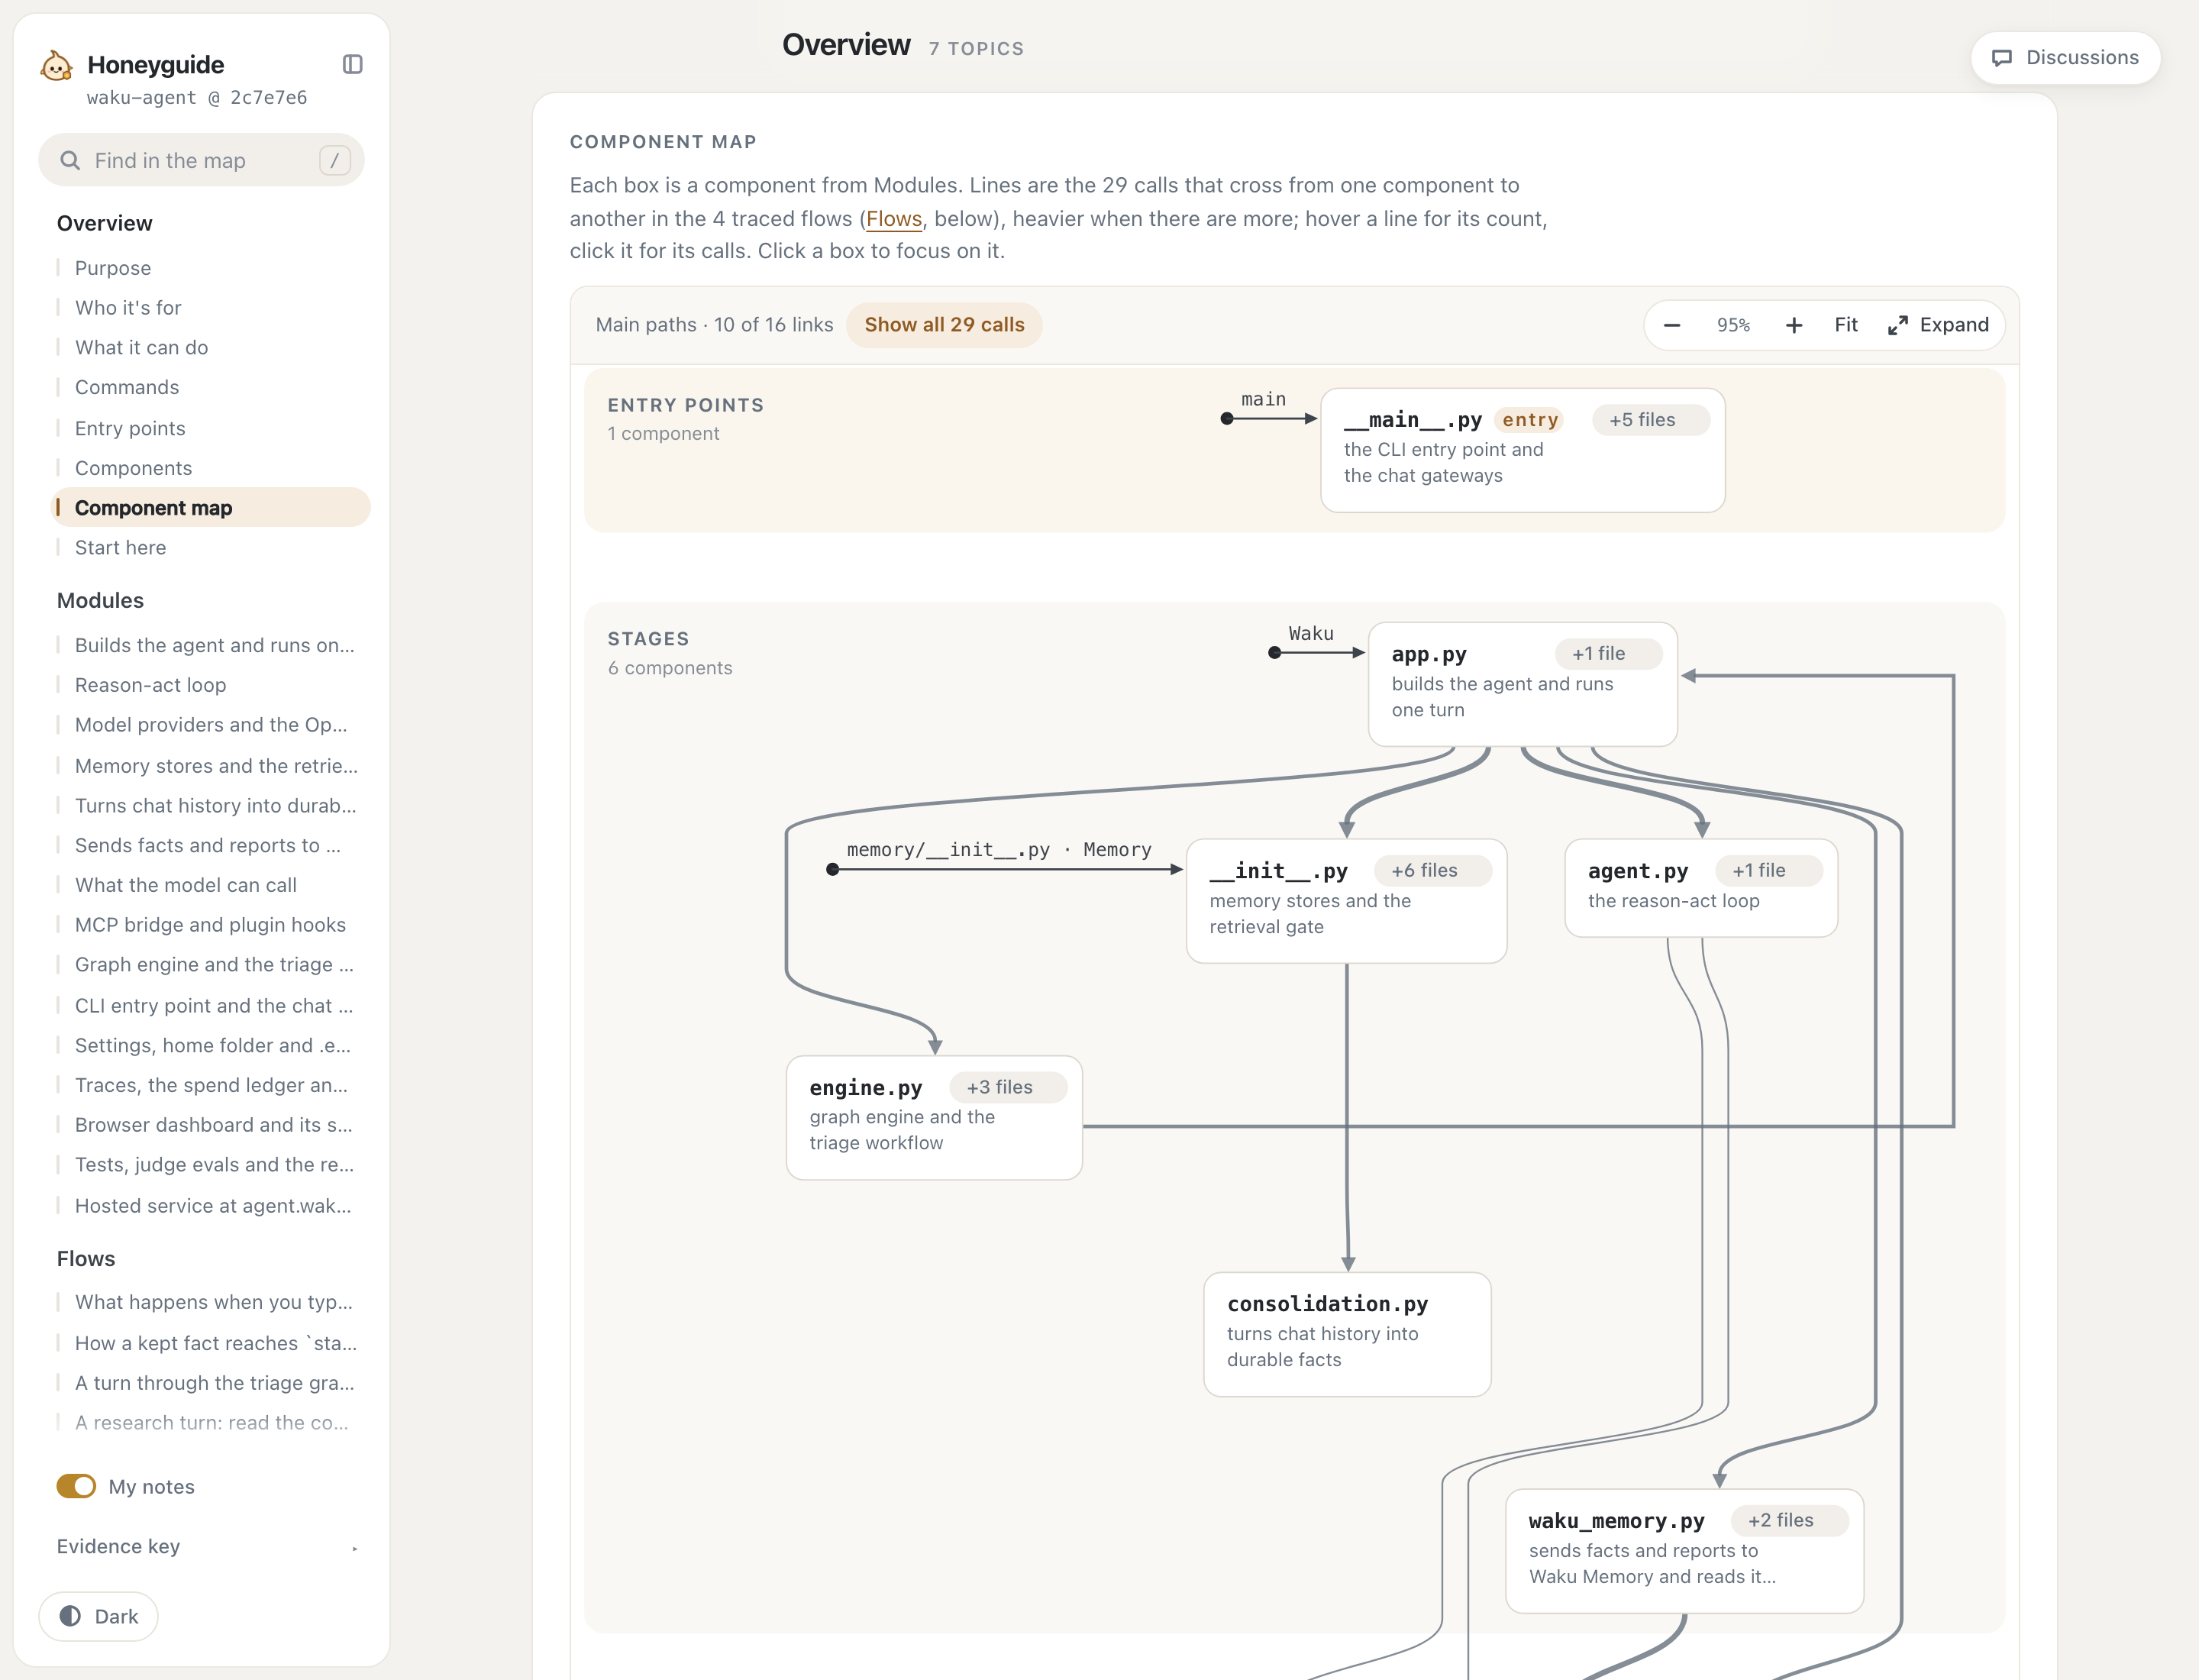 Honeyguide
waku-agent @ 2c7e7e6
Find in the map
/
Overview
Purpose
Who it's for
What it can do
Commands
Entry points
Components
Component map
Start here
Modules
Builds the agent and runs on...
Reason-act loop
Model providers and the Op...
Memory stores and the retrie...
Turns chat history into durab...
Sends facts and reports to ...
What the model can call
MCP bridge and plugin hooks
Graph engine and the triage ...
CLI entry point and the chat ...
Settings, home folder and .e...
Traces, the spend ledger an...
Browser dashboard and its s...
Tests, judge evals and the re...
Hosted service at agent.wak...
Flows
What happens when you typ...
How a kept fact reaches `sta...
A turn through the triage gra...
A research turn: read the co...
My notes
Evidence key
Dark
Overview 7 TOPICS
Discussions
COMPONENT MAP
Each box is a component from Modules. Lines are the 29 calls that cross from one component to
another in the 4 traced flows (Flows, below), heavier when there are more; hover a line for its count,
click it for its calls. Click a box to focus on it.
Main paths · 10 of 16 links
Show all 29 calls
95%
Fit
Expand
ENTRY POINTS
1 component
main
__main__.py entry +5 files
the CLI entry point and
the chat gateways
STAGES
6 components
Waku
app.py +1 file
builds the agent and runs
one turn
memory/__init__.py · Memory
__init__.py +6 files
memory stores and the
retrieval gate
agent.py +1 file
the reason-act loop
engine.py +3 files
graph engine and the
triage workflow
consolidation.py
turns chat history into
durable facts
waku_memory.py +2 files
sends facts and reports to
Waku Memory and reads it...